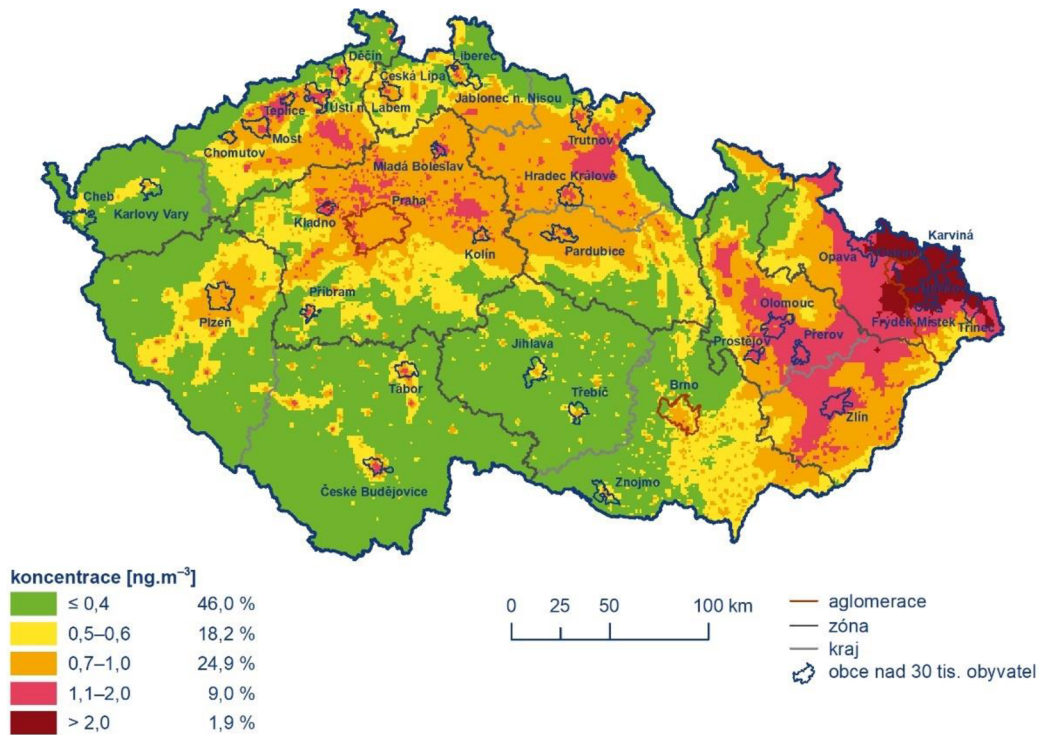 Děčín
Liberec
Česká Lípa
Teplice
Ústí n. Labem
Jablonec n. Nisou
Most
Chomutov
Trutnov
Mladá Boleslav
Cheb
Karlovy Vary
Hradec Králové
Praha
Kladno
Kolín
Pardubice
Karviná
Opava
Plzeň
Příbram
Olomouc
Frýdek-Místek
Třinec
Prostějov
Přerov
Jihlava
Tábor
Třebíč
Brno
Zlín
České Budějovice
Znojmo
koncentrace [ng.m⁻³]
≤ 0,4 46,0 %
0,5–0,6 18,2 %
0,7–1,0 24,9 %
1,1–2,0 9,0 %
> 2,0 1,9 %
0 25 50 100 km
aglomerace
zóna
kraj
obce nad 30 tis. obyvatel